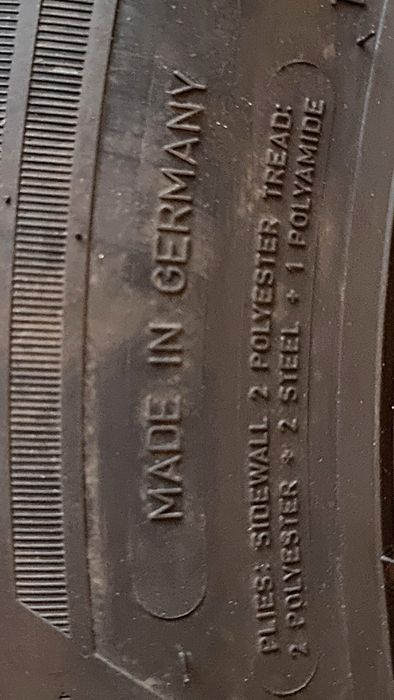 MADE IN GERMANY
PLIES: SIDEWALL 2 POLYESTER TREAD:
2 POLYESTER + 2 STEEL + 1 POLYAMIDE